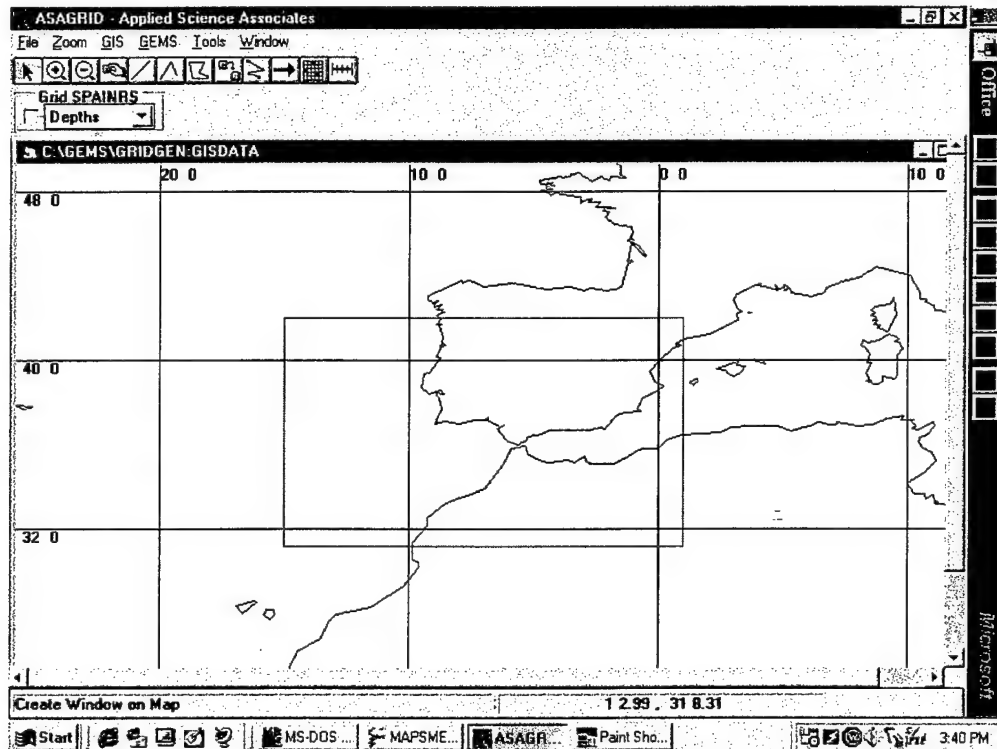 ASAGRID - Applied Science Associates
File Zoom GIS GEMS Tools Window
Grid SPAINRS
Depths
Office
C:\GEMS\GRIDGEN:GISDATA
20 0 10 0 0 0 10 0
48 0
40 0
32 0
Microsoft
Create Window on Map 1 2.99 , 31 8.31
Start MS-DOS ... MAPSME... ASAGR... Paint Sho... 3:40 PM